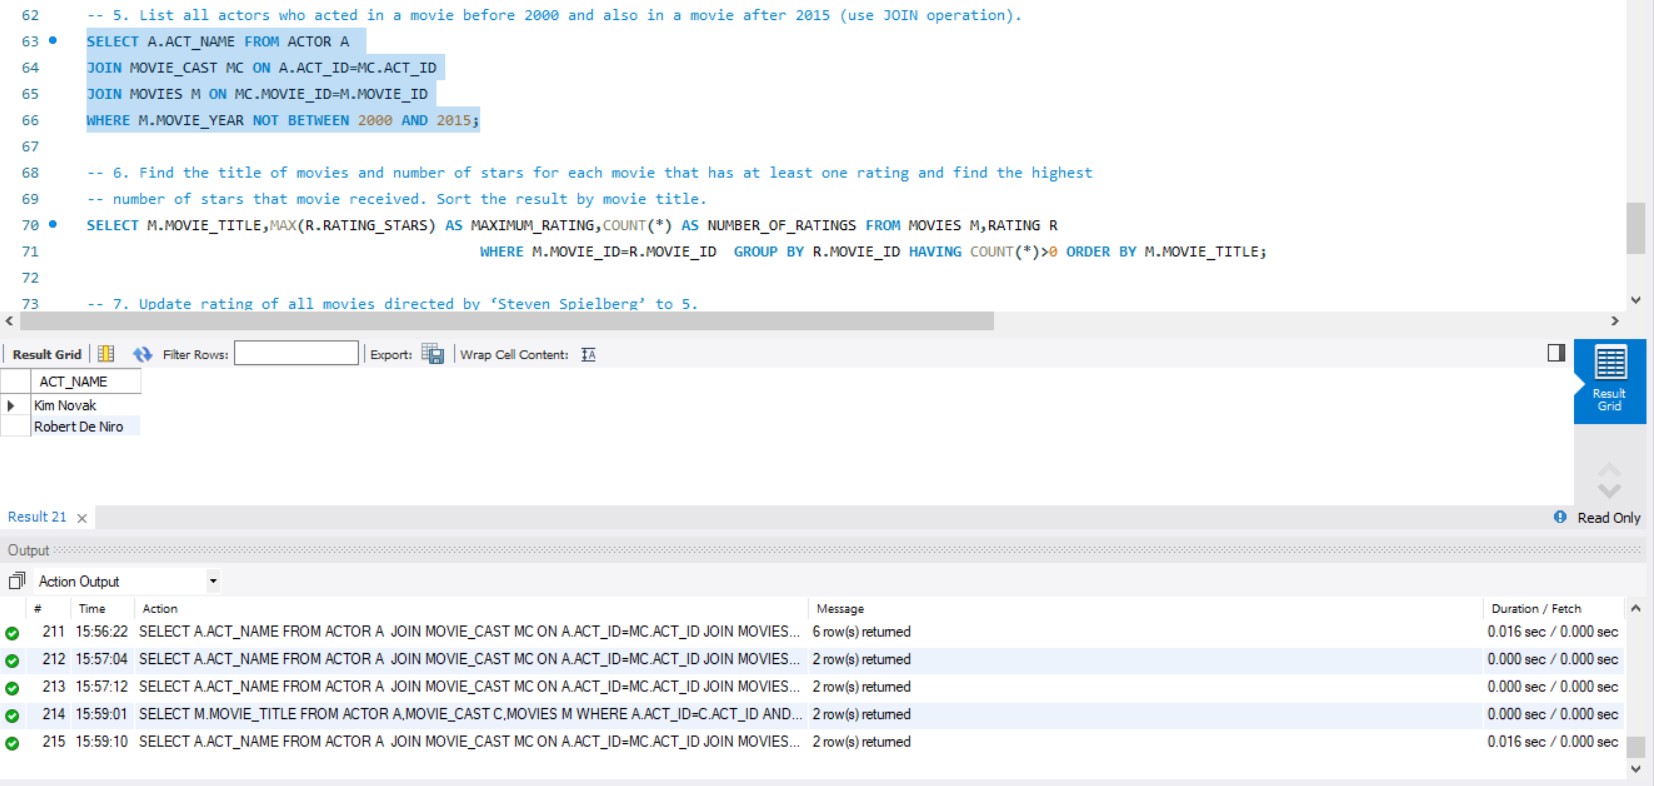 62 -- 5. List all actors who acted in a movie before 2000 and also in a movie after 2015 (use JOIN operation).
63 SELECT A.ACT_NAME FROM ACTOR A
64 JOIN MOVIE_CAST MC ON A.ACT_ID=MC.ACT_ID
65 JOIN MOVIES M ON MC.MOVIE_ID=M.MOVIE_ID
66 WHERE M.MOVIE_YEAR NOT BETWEEN 2000 AND 2015;
67
68 -- 6. Find the title of movies and number of stars for each movie that has at least one rating and find the highest
69 -- number of stars that movie received. Sort the result by movie title.
70 SELECT M.MOVIE_TITLE,MAX(R.RATING_STARS) AS MAXIMUM_RATING,COUNT(*) AS NUMBER_OF_RATINGS FROM MOVIES M,RATING R
71 WHERE M.MOVIE_ID=R.MOVIE_ID GROUP BY R.MOVIE_ID HAVING COUNT(*)>0 ORDER BY M.MOVIE_TITLE;
72
73 -- 7. Update rating of all movies directed by ‘Steven Spielberg’ to 5.
Result Grid Filter Rows: Export: Wrap Cell Content:
ACT_NAME
Kim Novak
Robert De Niro
Result
Grid
Result 21 Read Only
Output
Action Output
# Time Action Message Duration / Fetch
211 15:56:22 SELECT A.ACT_NAME FROM ACTOR A JOIN MOVIE_CAST MC ON A.ACT_ID=MC.ACT_ID JOIN MOVIES... 6 row(s) returned 0.016 sec / 0.000 sec
212 15:57:04 SELECT A.ACT_NAME FROM ACTOR A JOIN MOVIE_CAST MC ON A.ACT_ID=MC.ACT_ID JOIN MOVIES... 2 row(s) returned 0.000 sec / 0.000 sec
213 15:57:12 SELECT A.ACT_NAME FROM ACTOR A JOIN MOVIE_CAST MC ON A.ACT_ID=MC.ACT_ID JOIN MOVIES... 2 row(s) returned 0.000 sec / 0.000 sec
214 15:59:01 SELECT M.MOVIE_TITLE FROM ACTOR A,MOVIE_CAST C,MOVIES M WHERE A.ACT_ID=C.ACT_ID AND... 2 row(s) returned 0.000 sec / 0.000 sec
215 15:59:10 SELECT A.ACT_NAME FROM ACTOR A JOIN MOVIE_CAST MC ON A.ACT_ID=MC.ACT_ID JOIN MOVIES... 2 row(s) returned 0.016 sec / 0.000 sec